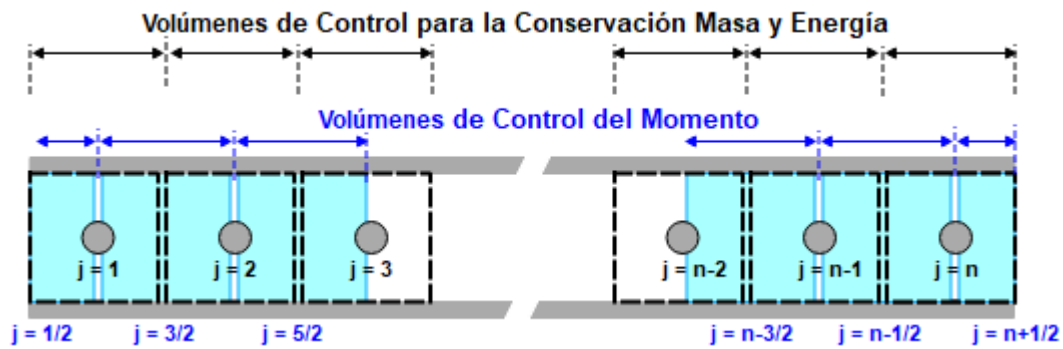 Volúmenes de Control para la Conservación Masa y Energía
Volúmenes de Control del Momento
j = 1 j = 2 j = 3 j = n-2 j = n-1 j = n
j = 1/2 j = 3/2 j = 5/2 j = n-3/2 j = n-1/2 j = n+1/2